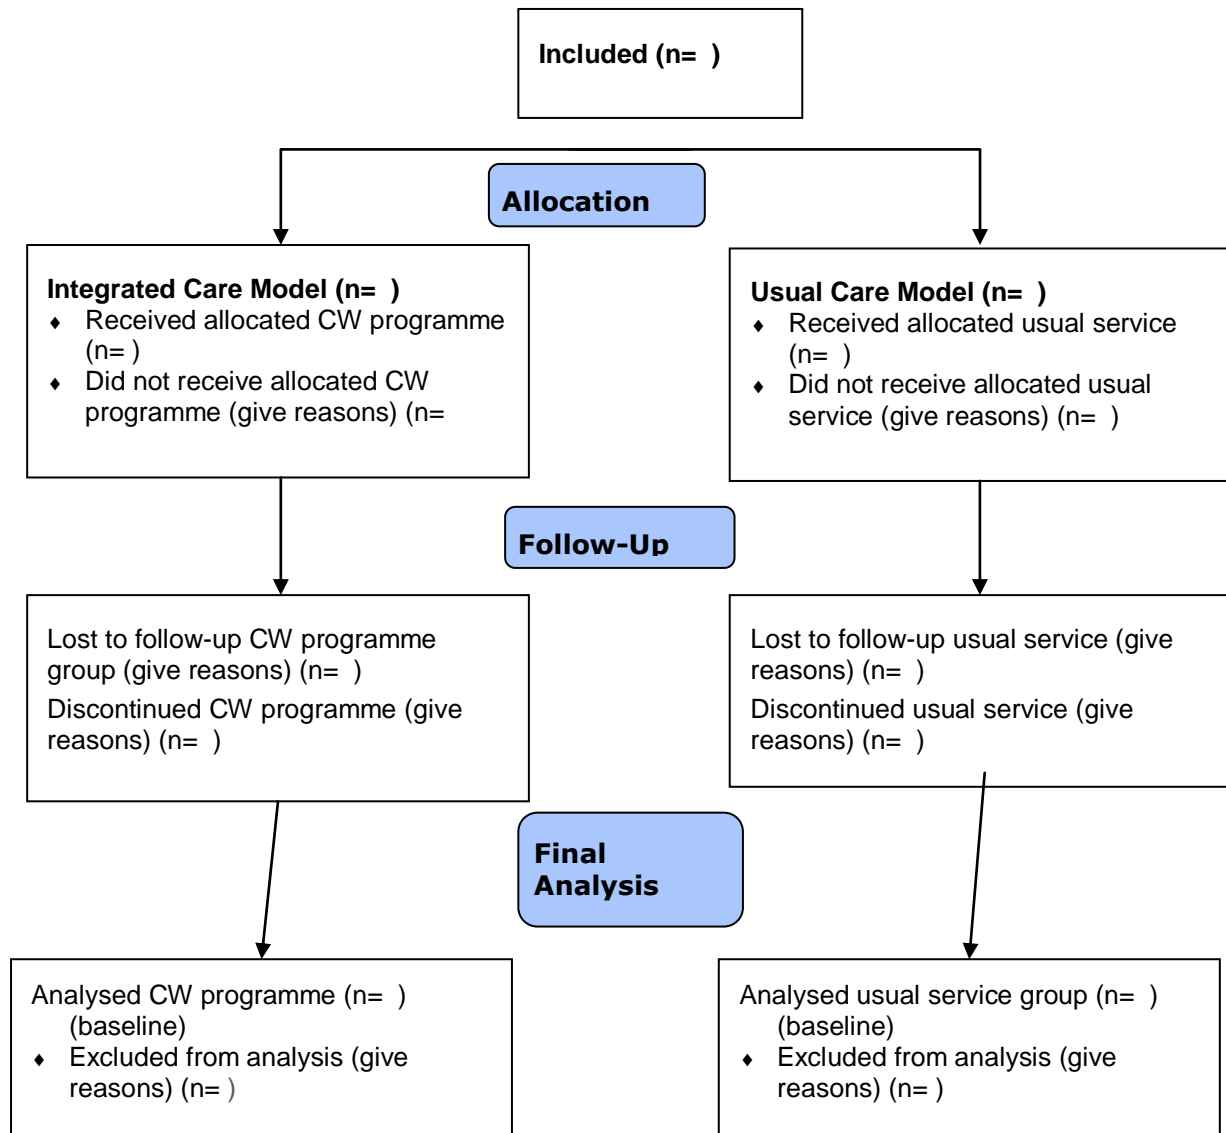 Included (n=  )
Allocation
Integrated Care Model (n=  )
♦ Received allocated CW programme
(n= )
♦ Did not receive allocated CW
programme (give reasons) (n=
Usual Care Model (n=  )
♦ Received allocated usual service
(n=  )
♦ Did not receive allocated usual
service (give reasons) (n=  )
Follow-Up
Lost to follow-up CW programme
group (give reasons) (n=  )
Discontinued CW programme (give
reasons) (n=  )
Lost to follow-up usual service (give
reasons) (n=  )
Discontinued usual service (give
reasons) (n=  )
Final
Analysis
Analysed CW programme (n=  )
(baseline)
♦ Excluded from analysis (give
reasons) (n= )
Analysed usual service group (n=  )
(baseline)
♦ Excluded from analysis (give
reasons) (n= )